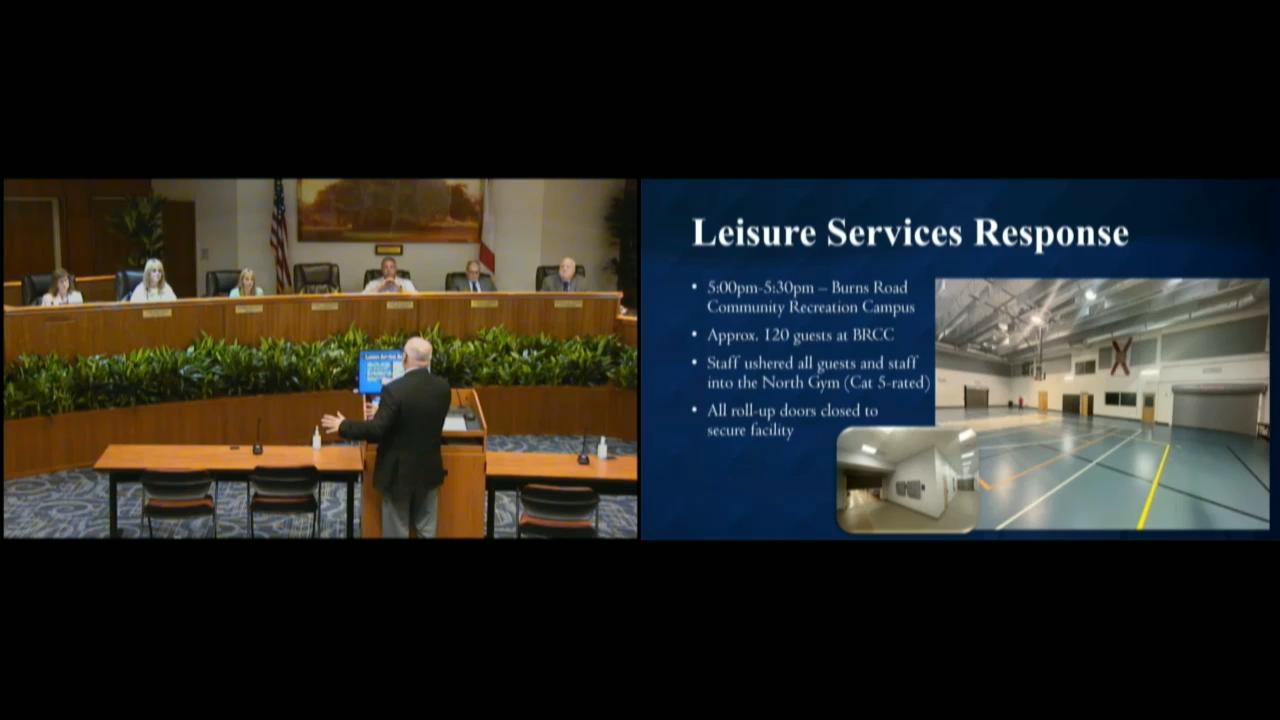 Leisure Services Response
• 5:00pm-5:30pm – Burns Road
Community Recreation Campus
• Approx. 120 guests at BRCC
• Staff ushered all guests and staff
into the North Gym (Cat 5-rated)
• All roll-up doors closed to
secure facility